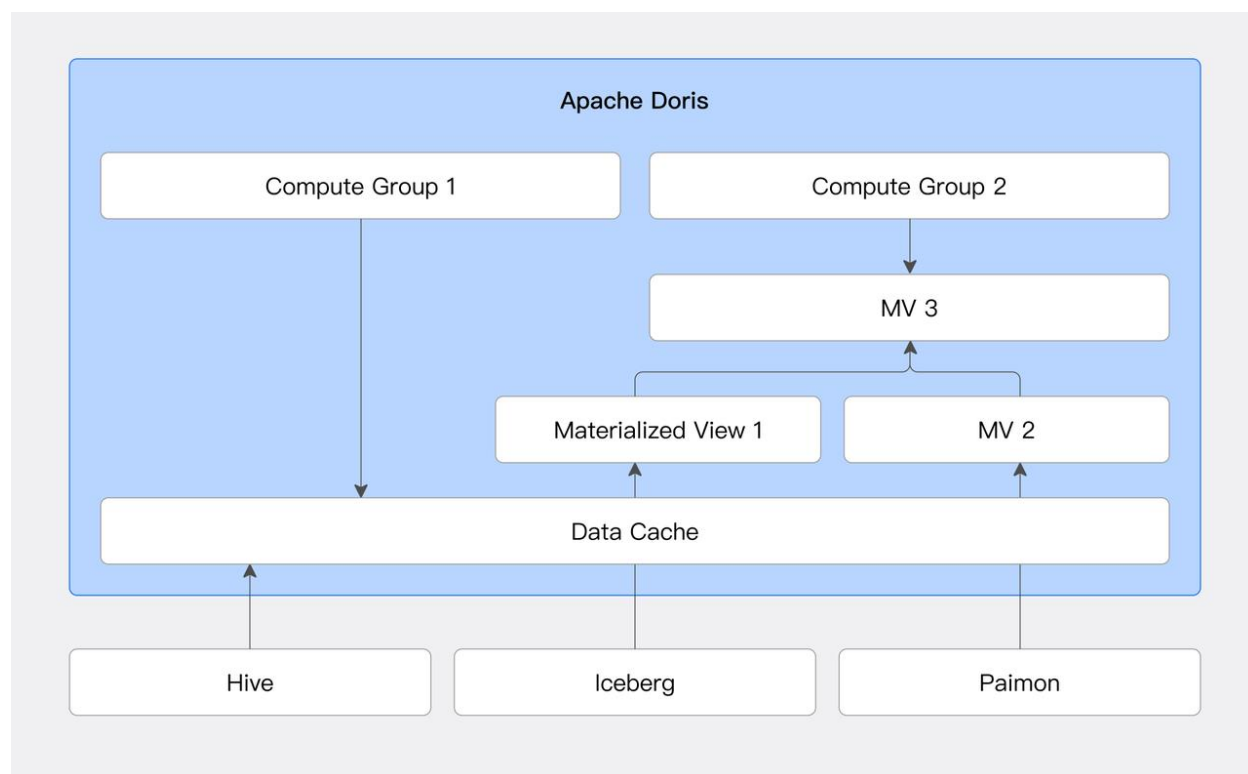 Apache Doris
Compute Group 1
Compute Group 2
MV 3
Materialized View 1
MV 2
Data Cache
Hive
Iceberg
Paimon